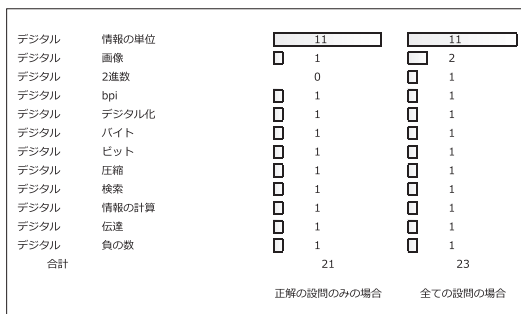 デジタル 情報の単位 11 11
デジタル 画像 1 2
デジタル 2進数 0 1
デジタル bpi 1 1
デジタル デジタル化 1 1
デジタル バイト 1 1
デジタル ビット 1 1
デジタル 圧縮 1 1
デジタル 検索 1 1
デジタル 情報の計算 1 1
デジタル 伝達 1 1
デジタル 負の数 1 1
合計 21 23
正解の設問のみの場合 全ての設問の場合